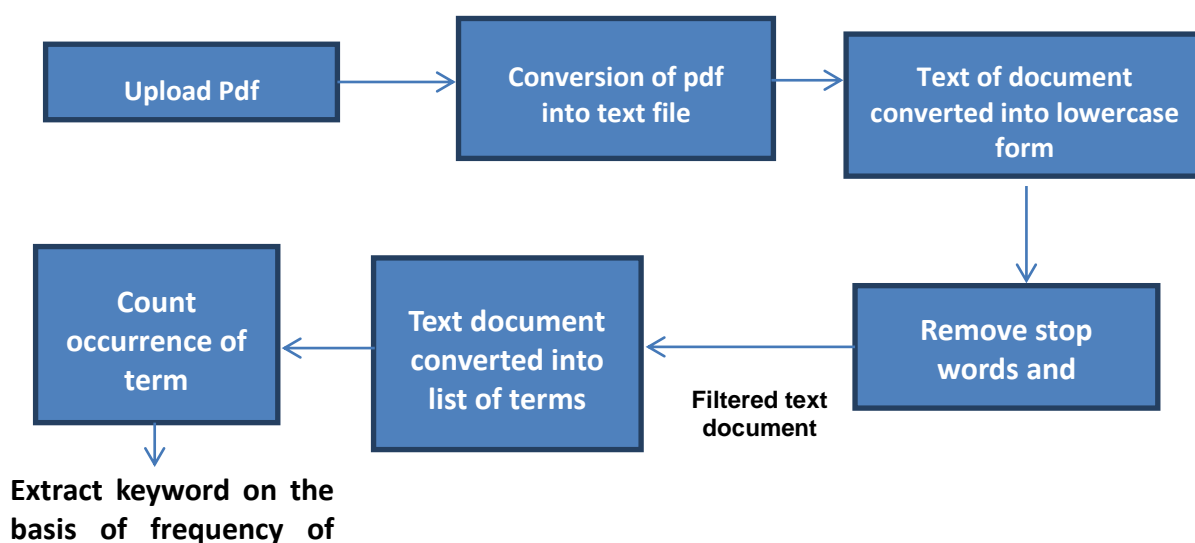 Upload Pdf
Conversion of pdf
into text file
Text of document
converted into lowercase
form
Remove stop
words and
Filtered text
document
Text document
converted into
list of terms
Count
occurrence of
term
Extract keyword on the
basis of frequency of